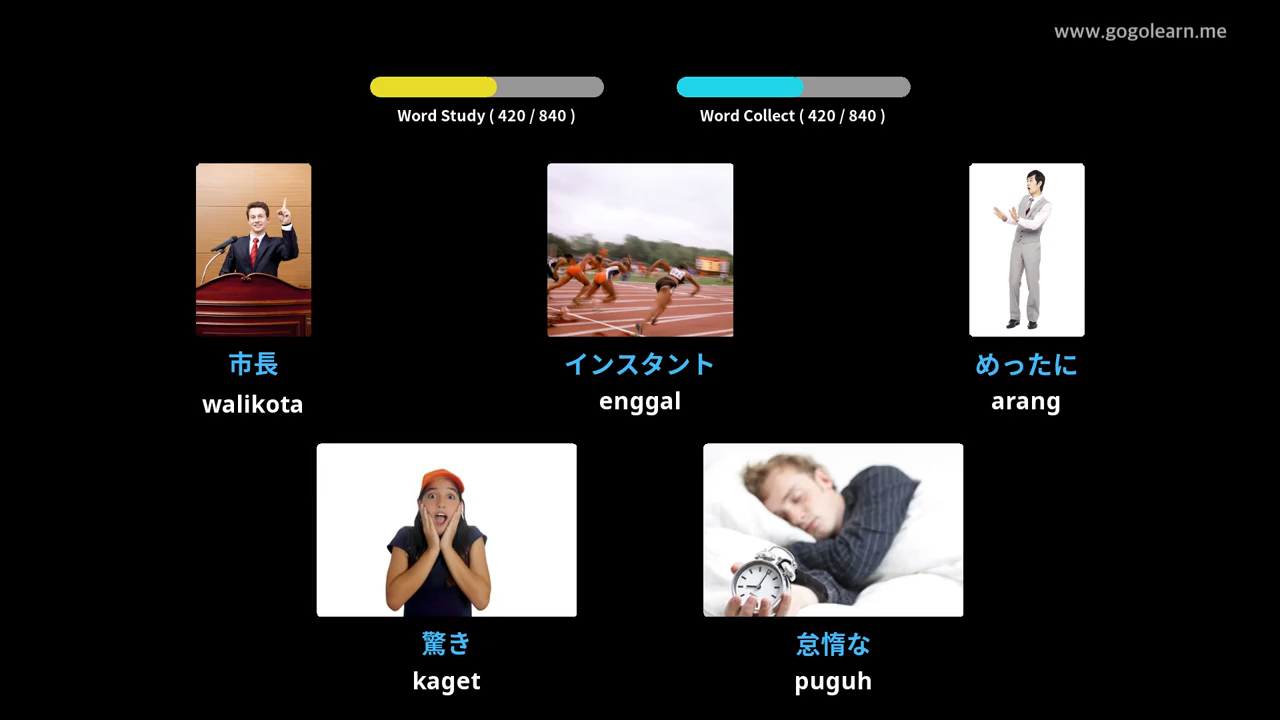 www.gogolearn.me
Word Study ( 420 / 840 )
Word Collect ( 420 / 840 )
市長
walikota
インスタント
enggal
めったに
arang
驚き
kaget
怠惰な
puguh